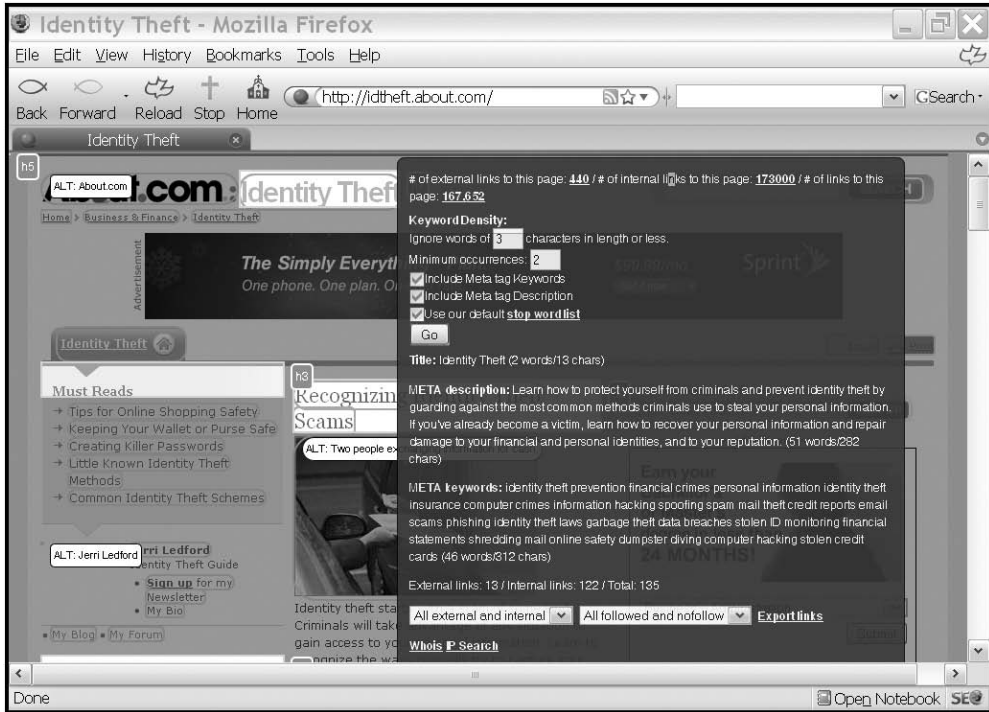 Identity Theft - Mozilla Firefox
File Edit View History Bookmarks Tools Help
Back Forward Reload Stop Home
http://idtheft.about.com/
GSearch
Identity Theft
h5
ALT: About.com
.com: Identity Theft
Home > Business & Finance > Identity Theft
Advertisement
The Simply Everyth
One phone. One plan. On
$99.99/mo.
Sprint
Identity Theft
Must Reads
→ Tips for Online Shopping Safety
→ Keeping Your Wallet or Purse Safe
→ Creating Killer Passwords
→ Little Known Identity Theft
Methods
→ Common Identity Theft Schemes
ALT: Jerri Ledford
rri Ledford
Identity Theft Guide
• Sign up for my
Newsletter
• My Bio
▪ My Blog ▪ My Forum
h3
Recognizing
Scams
ALT: Two people exchanging information for cash
Identity theft sta
Criminals will tak
gain access to yo
# of external links to this page: 440 / # of internal links to this page: 173000 / # of links to this
page: 167,652
Keyword Density:
Ignore words of 3 characters in length or less.
Minimum occurrences: 2
Include Meta tag Keywords
Include Meta tag Description
Use our default stop word list
Go
Title: Identity Theft (2 words/13 chars)
META description: Learn how to protect yourself from criminals and prevent identity theft by
guarding against the most common methods criminals use to steal your personal information.
If you've already become a victim, learn how to recover your personal information and repair
damage to your financial and personal identities, and to your reputation. (51 words/282
chars)
META keywords: identity theft prevention financial crimes personal information identity theft
insurance computer crimes information hacking spoofing spam mail theft credit reports email
scams phishing identity theft laws garbage theft data breaches stolen ID monitoring financial
statements shredding mail online safety dumpster diving computer hacking stolen credit
cards (46 words/312 chars)
External links: 13 / Internal links: 122 / Total: 135
All external and internal All followed and nofollow Export links
Whois IP Search
Earn your
24 MONTHS!
Submit
Done
Open Notebook SEO